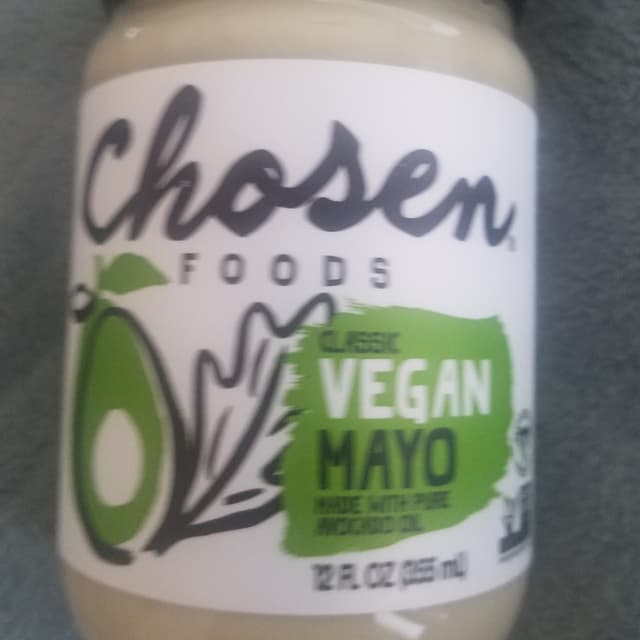 Chosen
FOODS
CLASSIC
VEGAN
MAYO
MADE WITH PURE
AVOCADO OIL
12 FL OZ (355 mL)